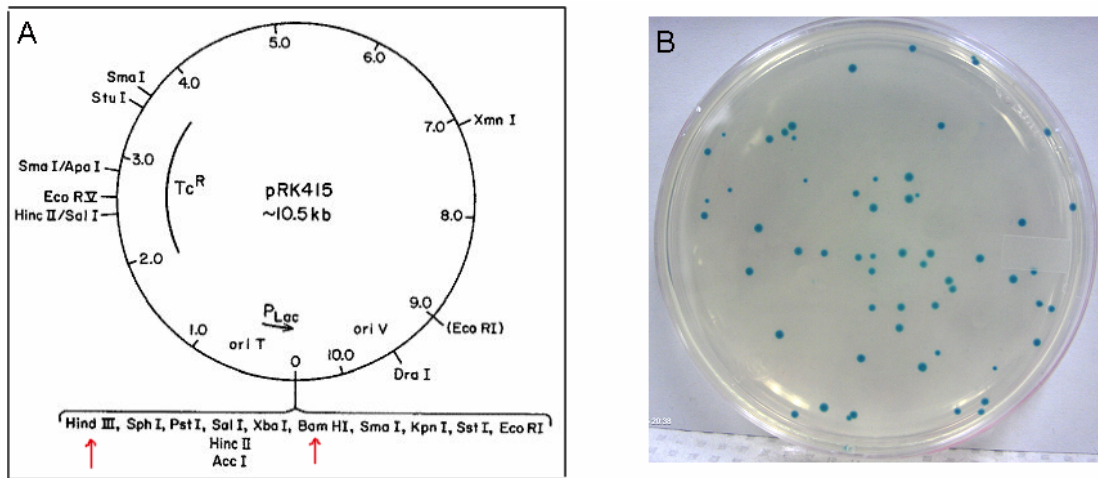 A
5.0
6.0
4.0
Sma I
Stu I
7.0
Xmn I
Sma I/Apa I
3.0
Tc R
pRK415
~10.5 kb
Eco RV
Hinc II/Sal I
8.0
2.0
9.0
(Eco RI)
PLac
1.0
ori T
ori V
0
10.0
Dra I
Hind III, Sph I, Pst I, Sal I, Xba I, Bam HI, Sma I, Kpn I, Sst I, Eco RI
Hinc II
Acc I
B